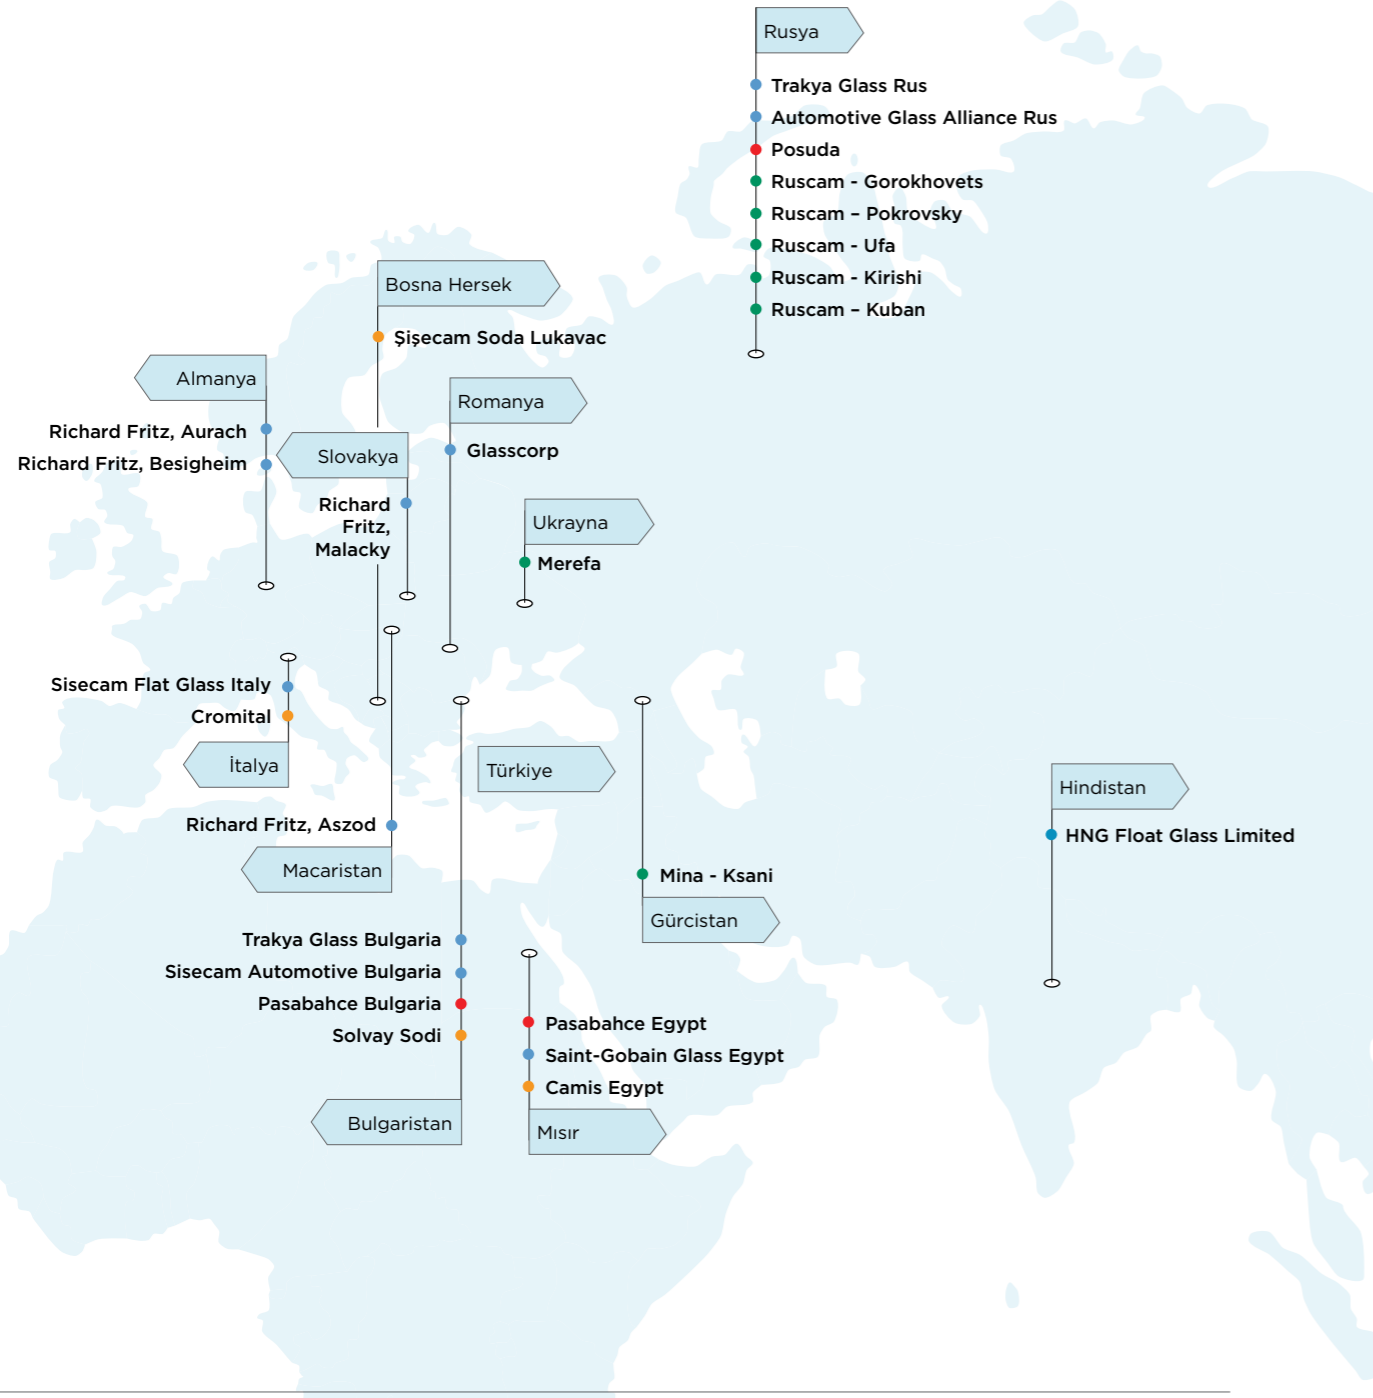 Rusya
Trakya Glass Rus
Automotive Glass Alliance Rus
Posuda
Ruscam - Gorokhovets
Ruscam – Pokrovsky
Ruscam - Ufa
Ruscam - Kirishi
Ruscam – Kuban
Bosna Hersek
Şişecam Soda Lukavac
Almanya
Richard Fritz, Aurach
Richard Fritz, Besigheim
Romanya
Glasscorp
Slovakya
Richard
Fritz,
Malacky
Ukrayna
Merefa
Sisecam Flat Glass Italy
Cromital
İtalya
Türkiye
Hindistan
HNG Float Glass Limited
Richard Fritz, Aszod
Macaristan
Mina - Ksani
Gürcistan
Trakya Glass Bulgaria
Sisecam Automotive Bulgaria
Pasabahce Bulgaria
Solvay Sodi
Bulgaristan
Pasabahce Egypt
Saint-Gobain Glass Egypt
Camis Egypt
Mısır